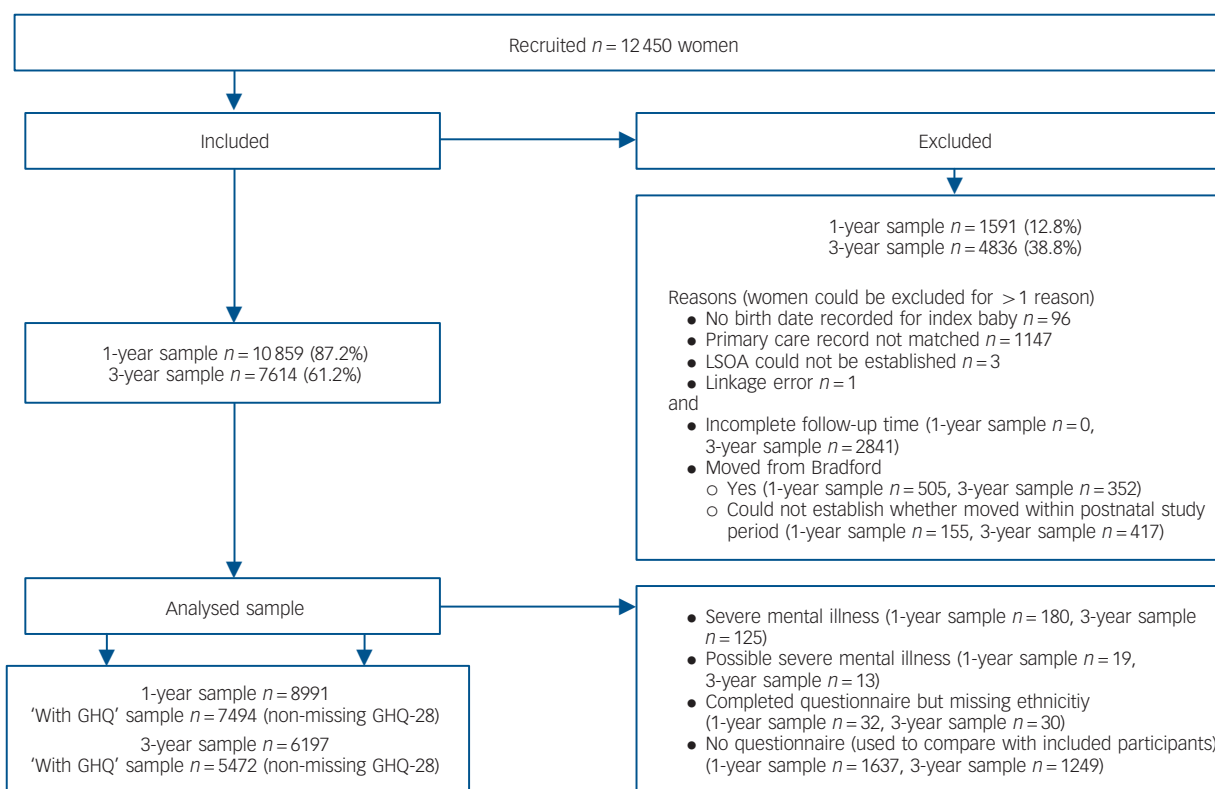 Recruited n = 12 450 women
Included
Excluded
1-year sample n = 1591 (12.8%)
3-year sample n = 4836 (38.8%)
Reasons (women could be excluded for >1 reason)
• No birth date recorded for index baby n = 96
• Primary care record not matched n = 1147
• LSOA could not be established n = 3
• Linkage error n = 1
and
• Incomplete follow-up time (1-year sample n = 0,
3-year sample n = 2841)
• Moved from Bradford
○ Yes (1-year sample n = 505, 3-year sample n = 352)
○ Could not establish whether moved within postnatal study
period (1-year sample n = 155, 3-year sample n = 417)
1-year sample n = 10 859 (87.2%)
3-year sample n = 7614 (61.2%)
Analysed sample
• Severe mental illness (1-year sample n = 180, 3-year sample
n = 125)
• Possible severe mental illness (1-year sample n = 19,
3-year sample n = 13)
• Completed questionnaire but missing ethnicitiy
(1-year sample n = 32, 3-year sample n = 30)
• No questionnaire (used to compare with included participants)
(1-year sample n = 1637, 3-year sample n = 1249)
1-year sample n = 8991
‘With GHQ’ sample n = 7494 (non-missing GHQ-28)
3-year sample n = 6197
‘With GHQ’ sample n = 5472 (non-missing GHQ-28)